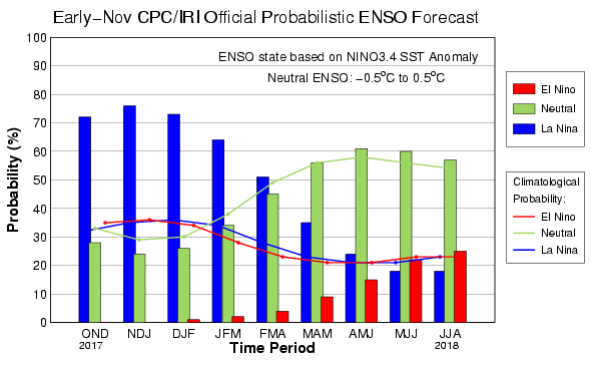 Early−Nov CPC/IRI Official Probabilistic ENSO Forecast
ENSO state based on NINO3.4 SST Anomaly
Neutral ENSO: −0.5ºC to 0.5ºC
Probability (%)
100
90
80
70
60
50
40
30
20
10
0
OND NDJ DJF JFM FMA MAM AMJ MJJ JJA
2017 2018
Time Period
El Nino
Neutral
La Nina
Climatological
Probability:
El Nino
Neutral
La Nina